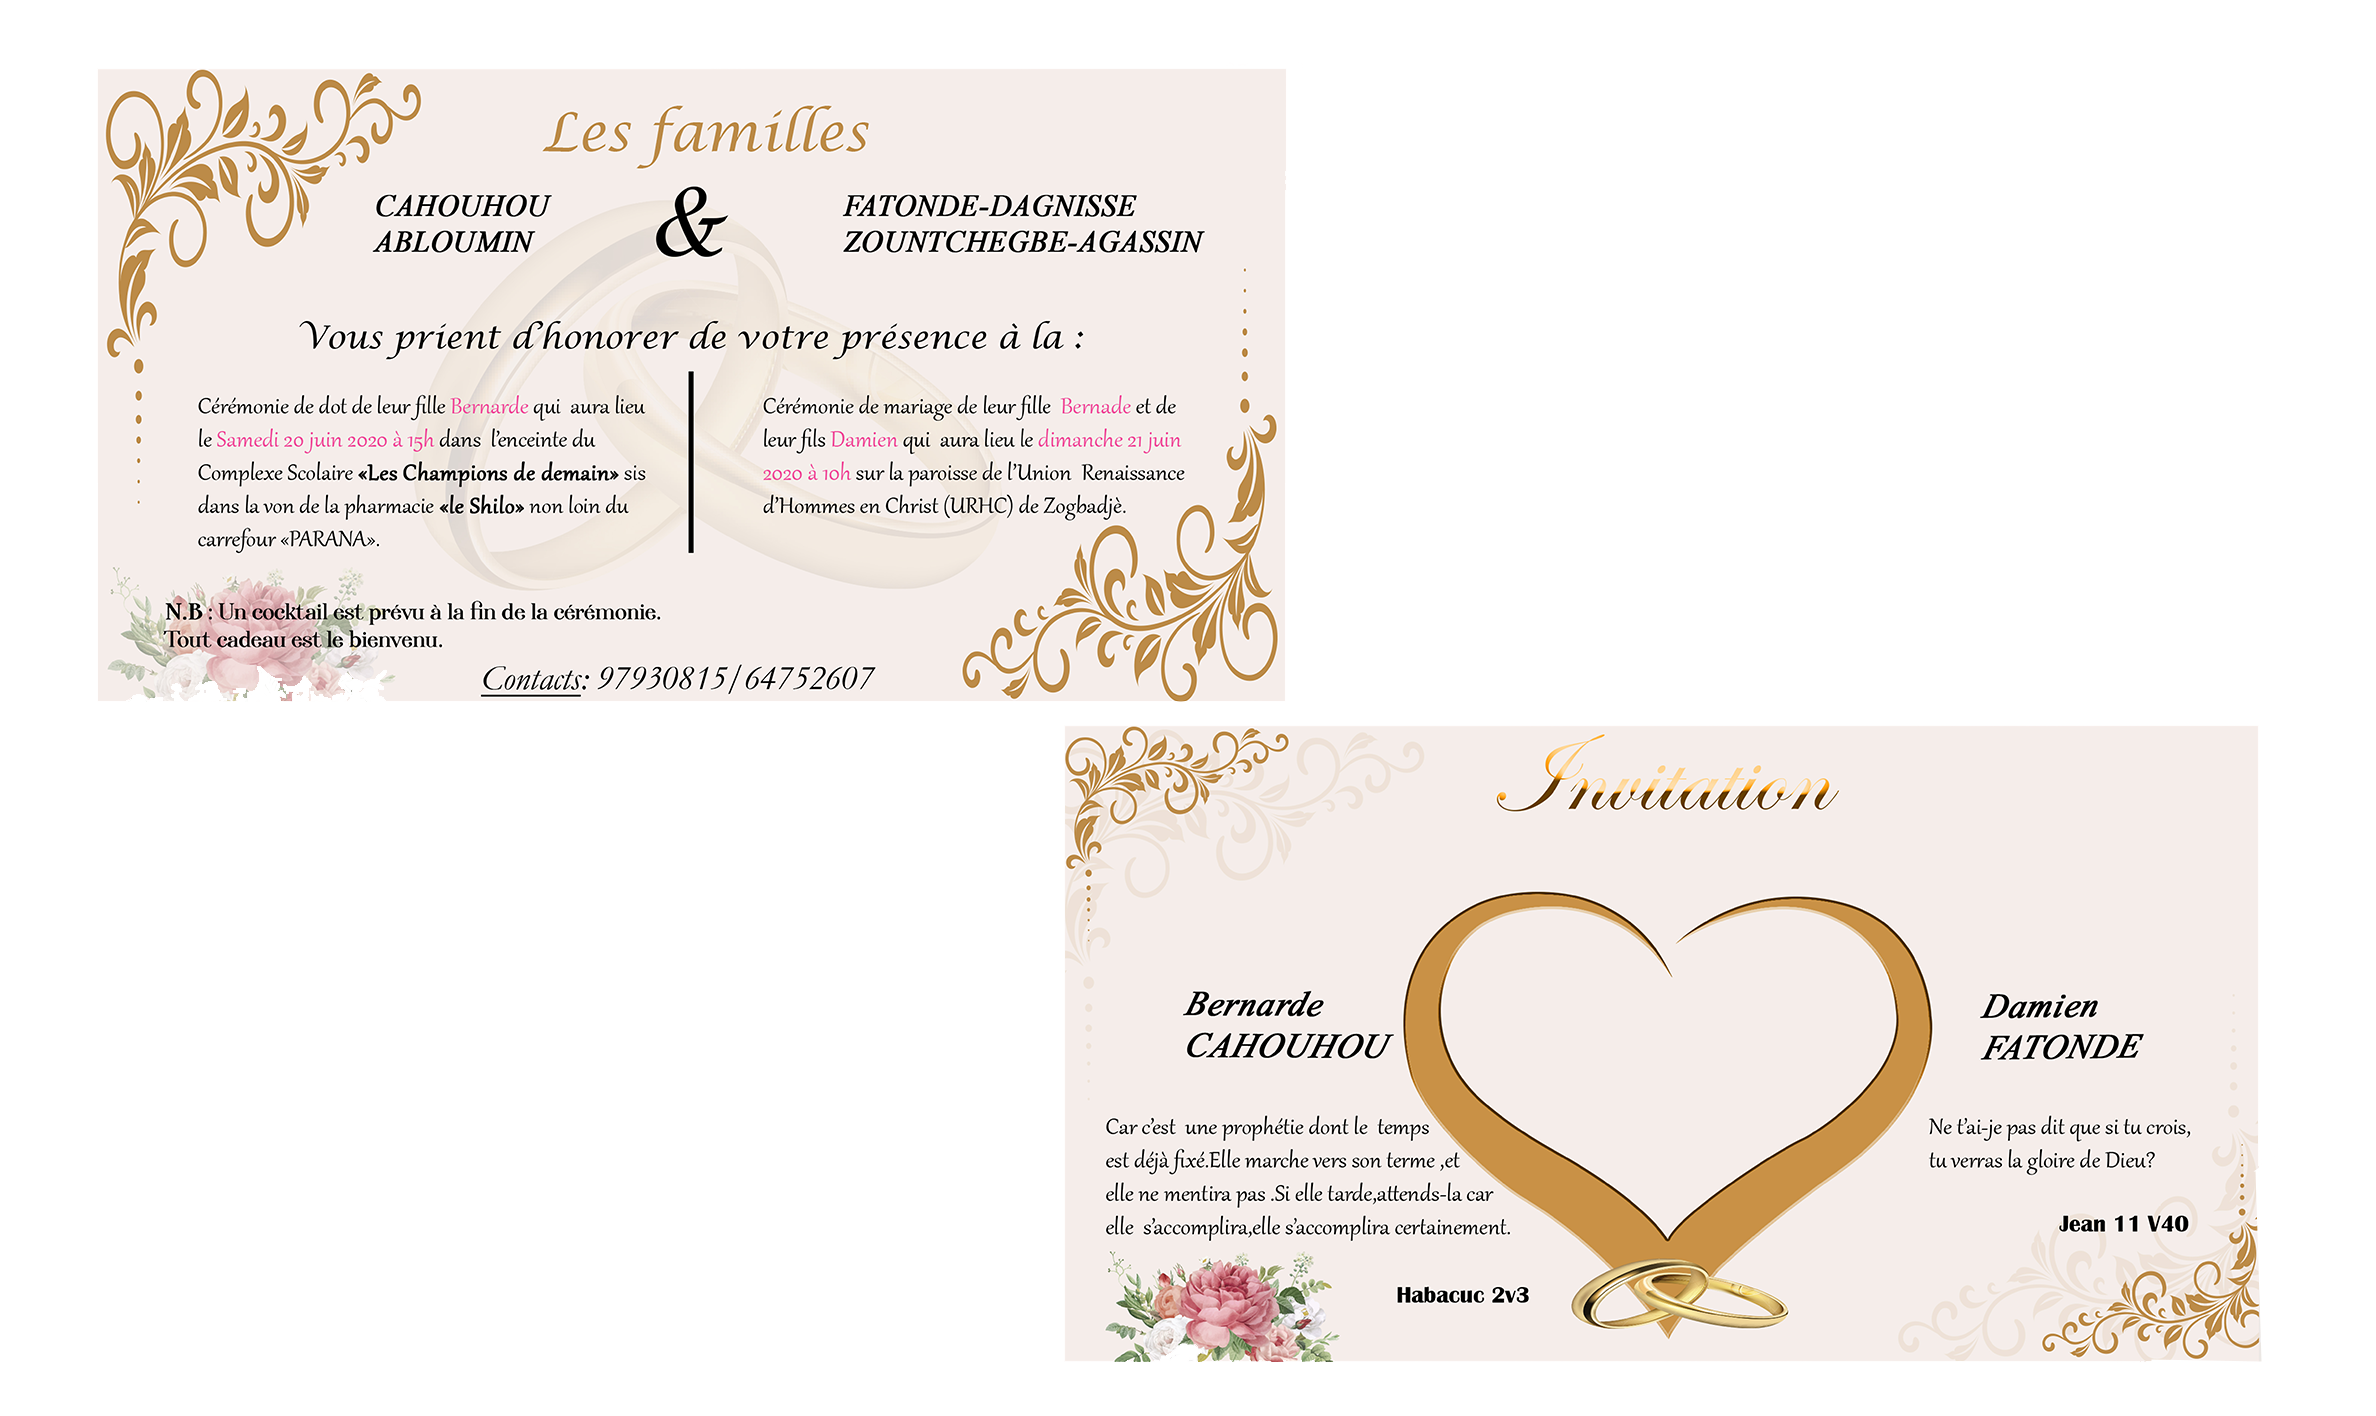 Les familles
CAHOUHOU
ABLOUMIN
&
FATONDE-DAGNISSE
ZOUNTCHEGBE-AGASSIN
Vous prient d'honorer de votre présence à la :
Cérémonie de dot de leur fille Bernarde qui aura lieu
le Samedi 20 juin 2020 à 15h dans l'enceinte du
Complexe Scolaire «Les Champions de demain» sis
dans la von de la pharmacie «le Shilo» non loin du
carrefour «PARANA».
Cérémonie de mariage de leur fille Bernade et de
leur fils Damien qui aura lieu le dimanche 21 juin
2020 à 10h sur la paroisse de l'Union Renaissance
d'Hommes en Christ (URHC) de Zogbadjè.
N.B : Un cocktail est prévu à la fin de la cérémonie.
Tout cadeau est le bienvenu.
Contacts: 97930815/64752607
Invitation
Bernarde
CAHOUHOU
Damien
FATONDE
Car c'est une prophétie dont le temps
est déjà fixé.Elle marche vers son terme ,et
elle ne mentira pas .Si elle tarde,attends-la car
elle s'accomplira,elle s'accomplira certainement.
Habacuc 2v3
Ne t'ai-je pas dit que si tu crois,
tu verras la gloire de Dieu?
Jean 11 V40